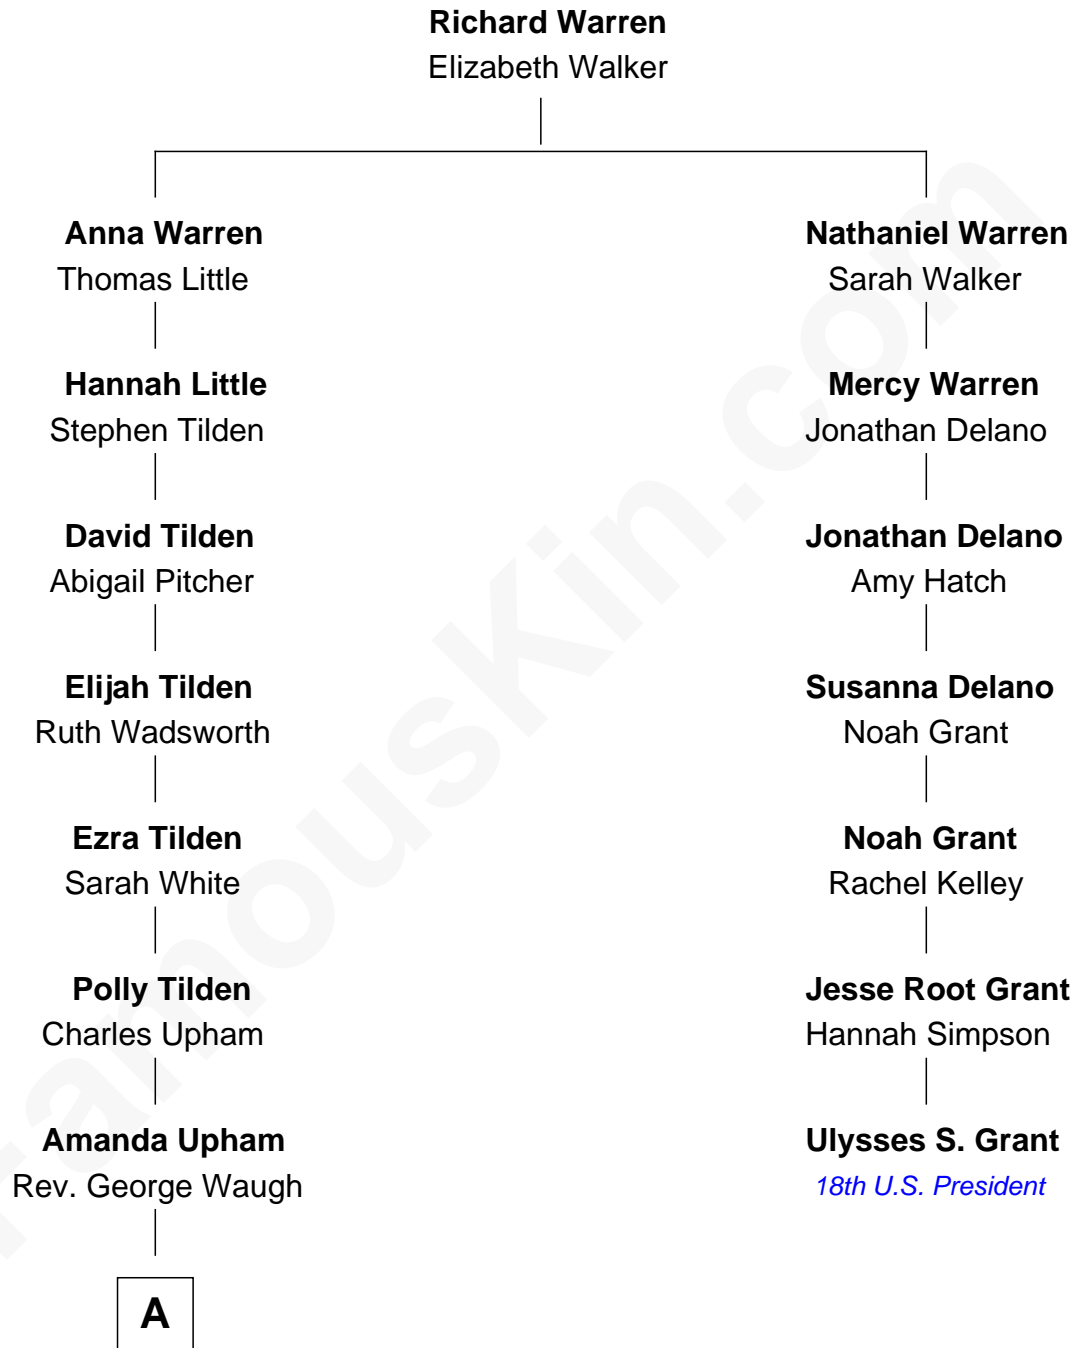 Richard Warren
Elizabeth Walker
Anna Warren
Thomas Little
Nathaniel Warren
Sarah Walker
Hannah Little
Stephen Tilden
Mercy Warren
Jonathan Delano
David Tilden
Abigail Pitcher
Jonathan Delano
Amy Hatch
Elijah Tilden
Ruth Wadsworth
Susanna Delano
Noah Grant
Ezra Tilden
Sarah White
Noah Grant
Rachel Kelley
Polly Tilden
Charles Upham
Jesse Root Grant
Hannah Simpson
Amanda Upham
Rev. George Waugh
Ulysses S. Grant
18th U.S. President
A
FamousKin.com